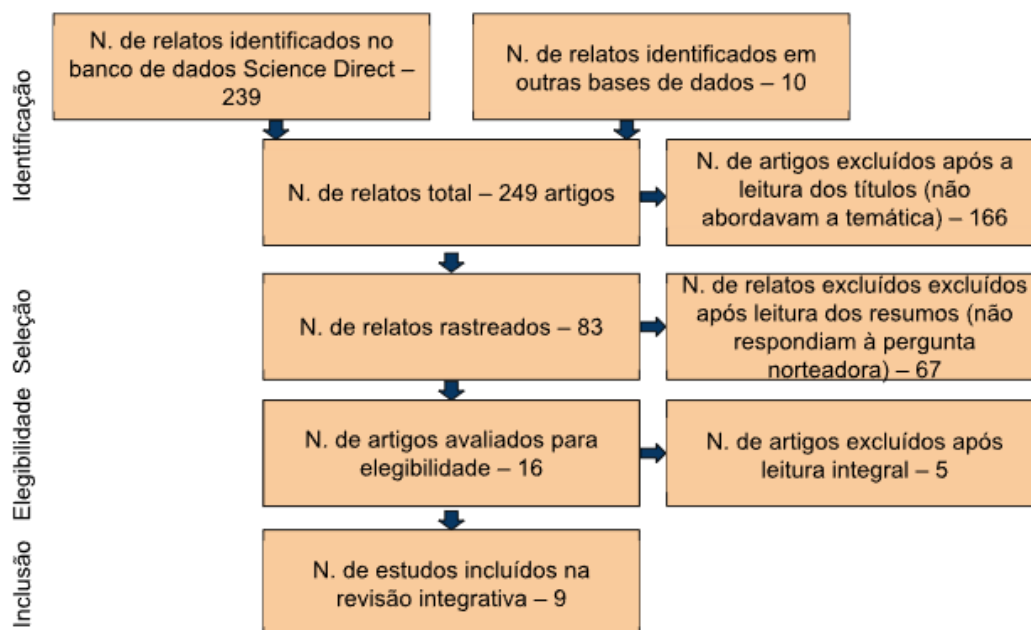 N. de relatos identificados no
banco de dados Science Direct –
239
N. de relatos identificados em
outras bases de dados – 10
Identificação
N. de relatos total – 249 artigos
N. de artigos excluídos após a
leitura dos títulos (não
abordavam a temática) – 166
Seleção
N. de relatos rastreados – 83
N. de relatos excluídos excluídos
após leitura dos resumos (não
respondiam à pergunta
norteadora) – 67
Elegibilidade
N. de artigos avaliados para
elegibilidade – 16
N. de artigos excluídos após
leitura integral – 5
Inclusão
N. de estudos incluídos na
revisão integrativa – 9